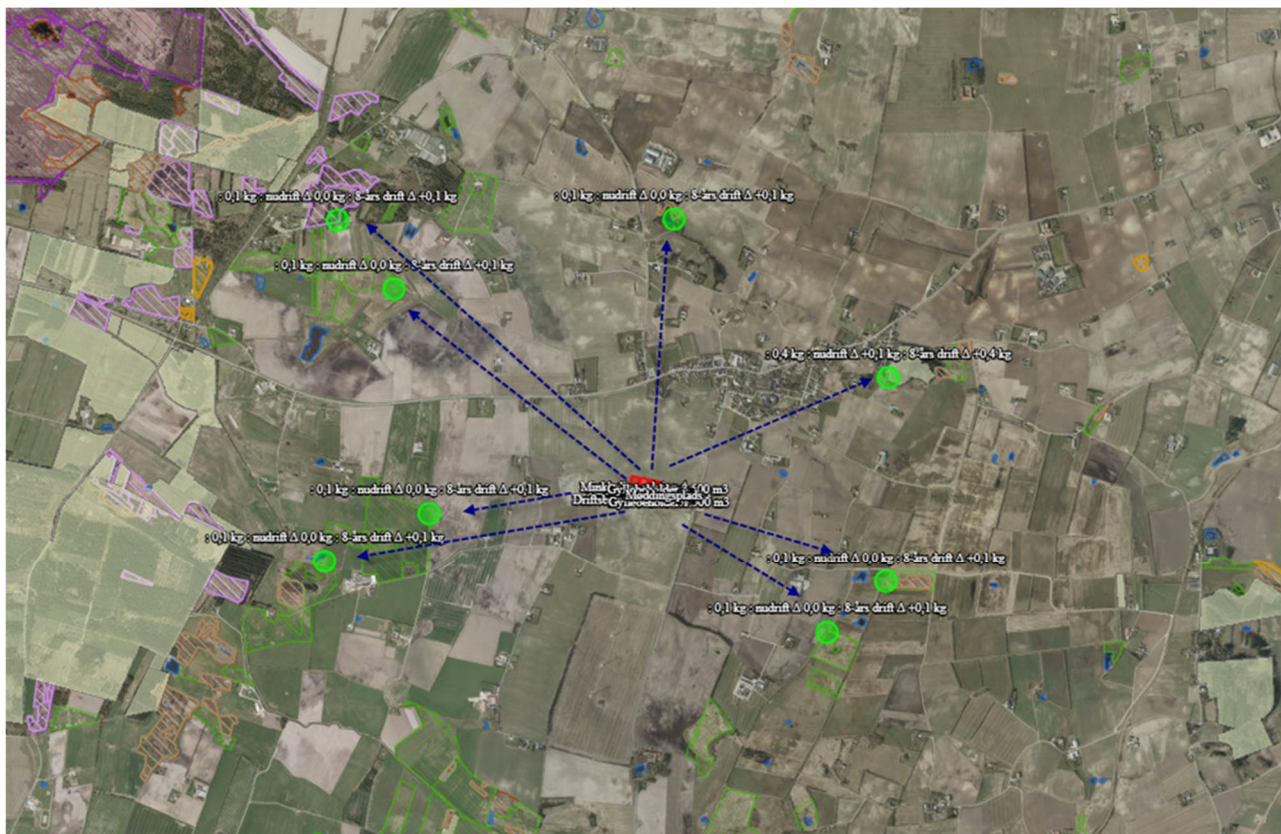 : 0,1 kg : nudrift Δ 0,0 kg : 8-års drift Δ +0,1 kg
: 0,1 kg : nudrift Δ 0,0 kg : 8-års drift Δ +0,1 kg
: 0,1 kg : nudrift Δ 0,0 kg : 8-års drift Δ +0,1 kg
: 0,4 kg : nudrift Δ +0,1 kg : 8-års drift Δ +0,4 kg
: 0,1 kg : nudrift Δ 0,0 kg : 8-års drift Δ +0,1 kg
m3
Møddingsplads
m3
: 0,1 kg : nudrift Δ 0,0 kg : 8-års drift Δ +0,1 kg
: 0,1 kg : nudrift Δ 0,0 kg : 8-års drift Δ +0,1 kg
: 0,1 kg : nudrift Δ 0,0 kg : 8-års drift Δ +0,1 kg